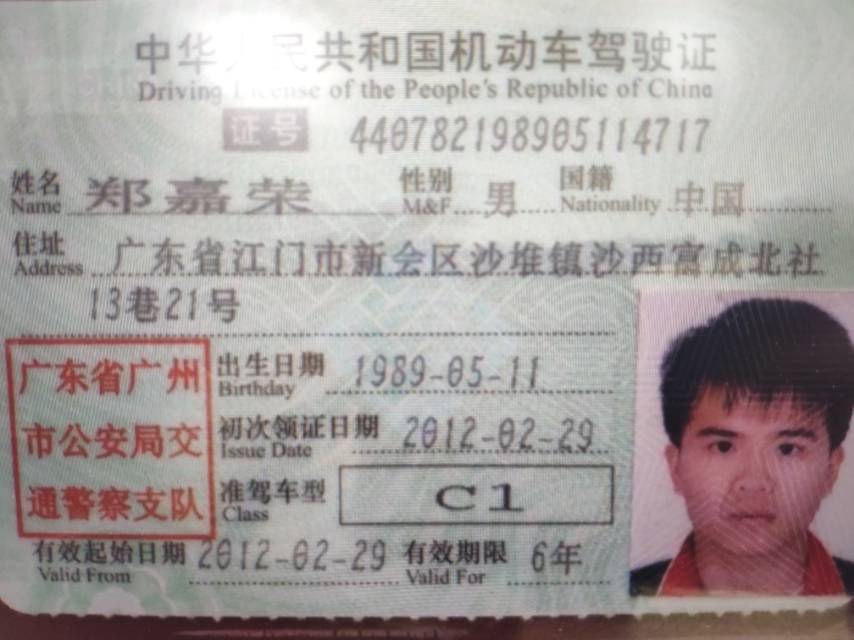 中华人民共和国机动车驾驶证
Driving License of the People's Republic of China
证号 440782198905114717
姓名 郑嘉荣 性别 男 国籍 中国
Name M&F Nationality
住址 广东省江门市新会区沙堆镇沙西富成北社
Address
13巷21号
广东省广州
市公安局交
通警察支队
出生日期 1989-05-11
Birthday
初次领证日期 2012-02-29
Issue Date
准驾车型 C1
Class
有效起始日期 2012-02-29 有效期限 6年
Valid From Valid For